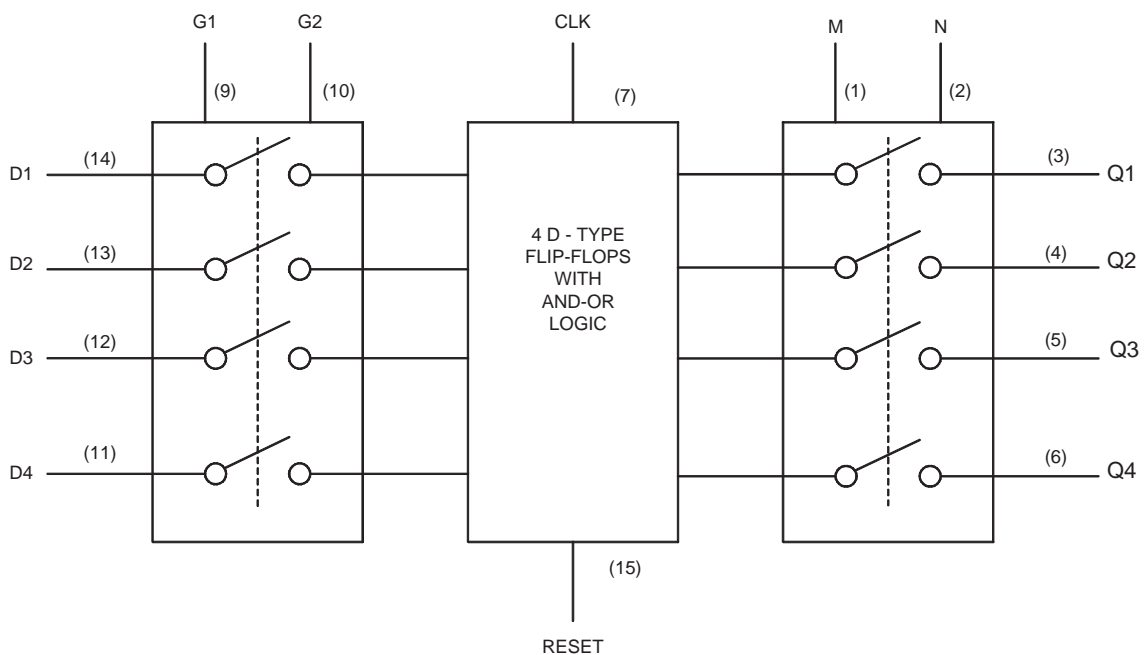 G1 G2 CLK M N
(9) (10) (7) (1) (2)
D1 (14) (3) Q1
D2 (13) (4) Q2
4 D - TYPE
FLIP-FLOPS
WITH
AND-OR
LOGIC
D3 (12) (5) Q3
D4 (11) (6) Q4
(15)
RESET